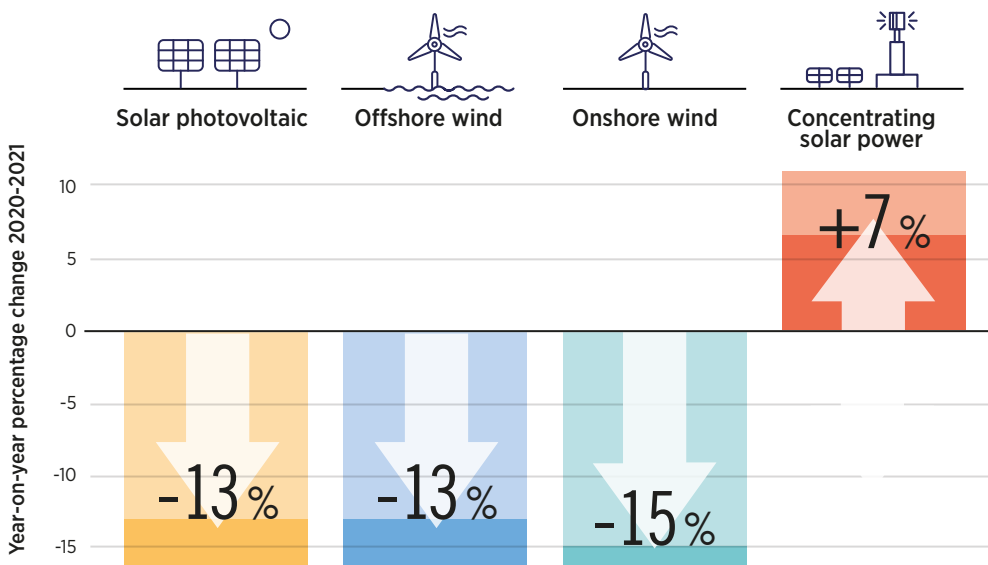 Solar photovoltaic
Offshore wind
Onshore wind
Concentrating
solar power
Year-on-year percentage change 2020-2021
10
5
0
-5
-10
-15
-13%
-13%
-15%
+7%